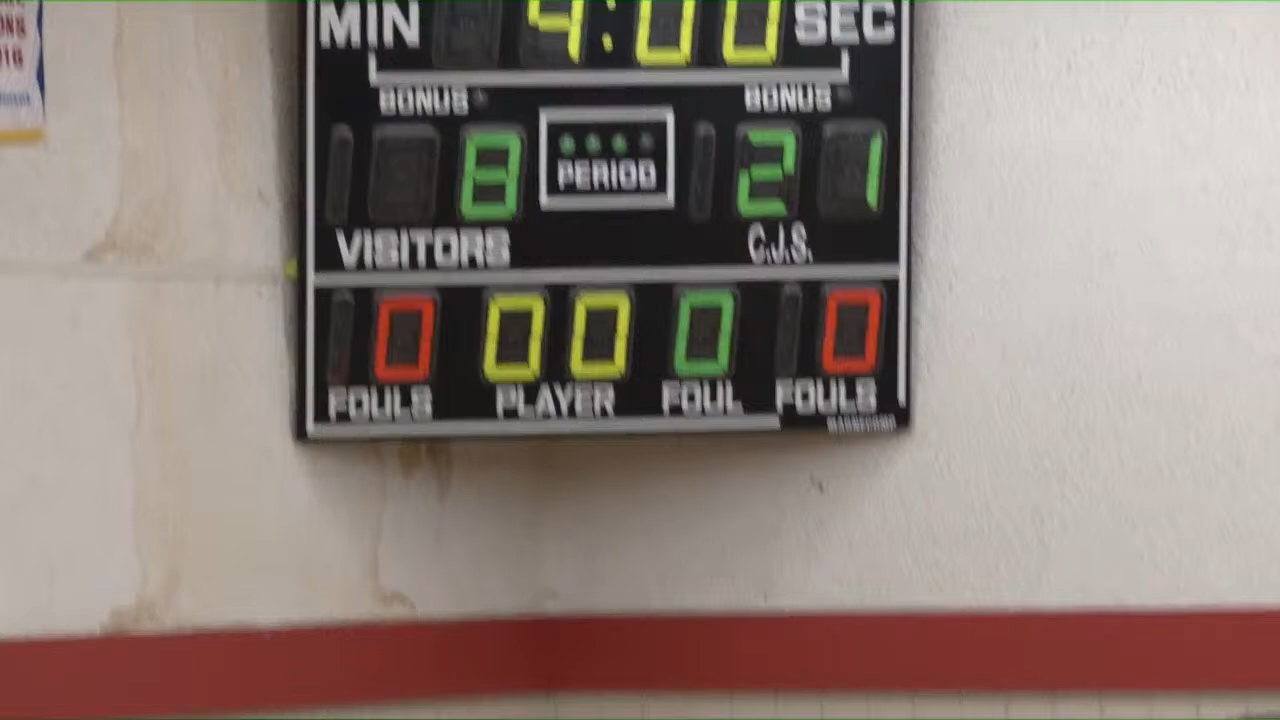 MIN 4:00 SEC
BONUS BONUS
8 PERIOD 21
VISITORS C.J.S.
0 00 0 0
FOULS PLAYER FOUL FOULS